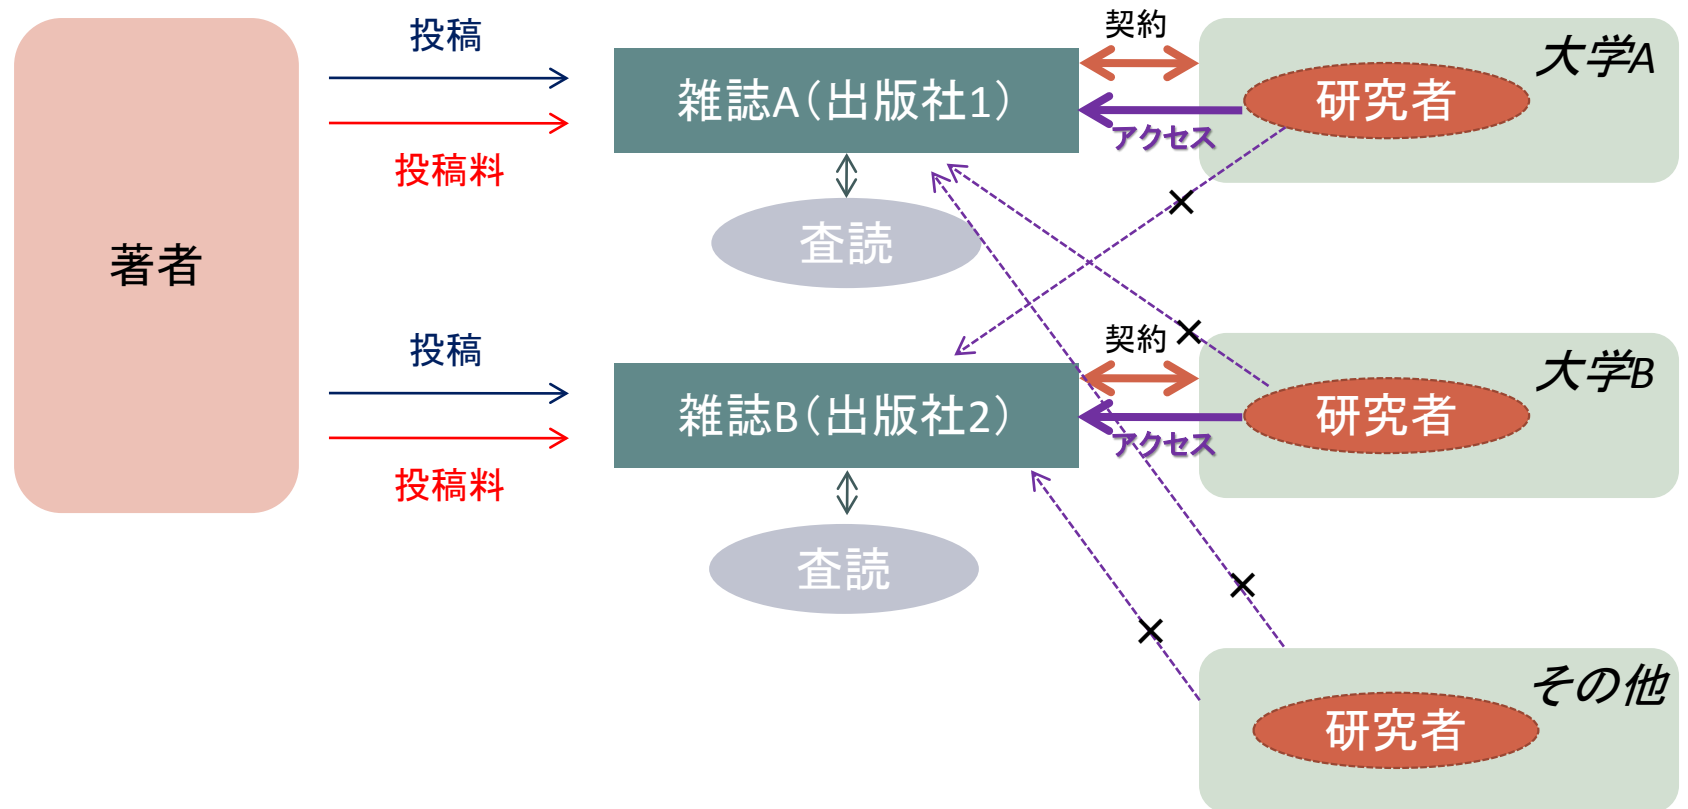 投稿
投稿料
著者
投稿
投稿料
雑誌A（出版社1）
査読
雑誌B（出版社2）
査読
契約
アクセス
大学A
研究者
契約
アクセス
大学B
研究者
その他
研究者